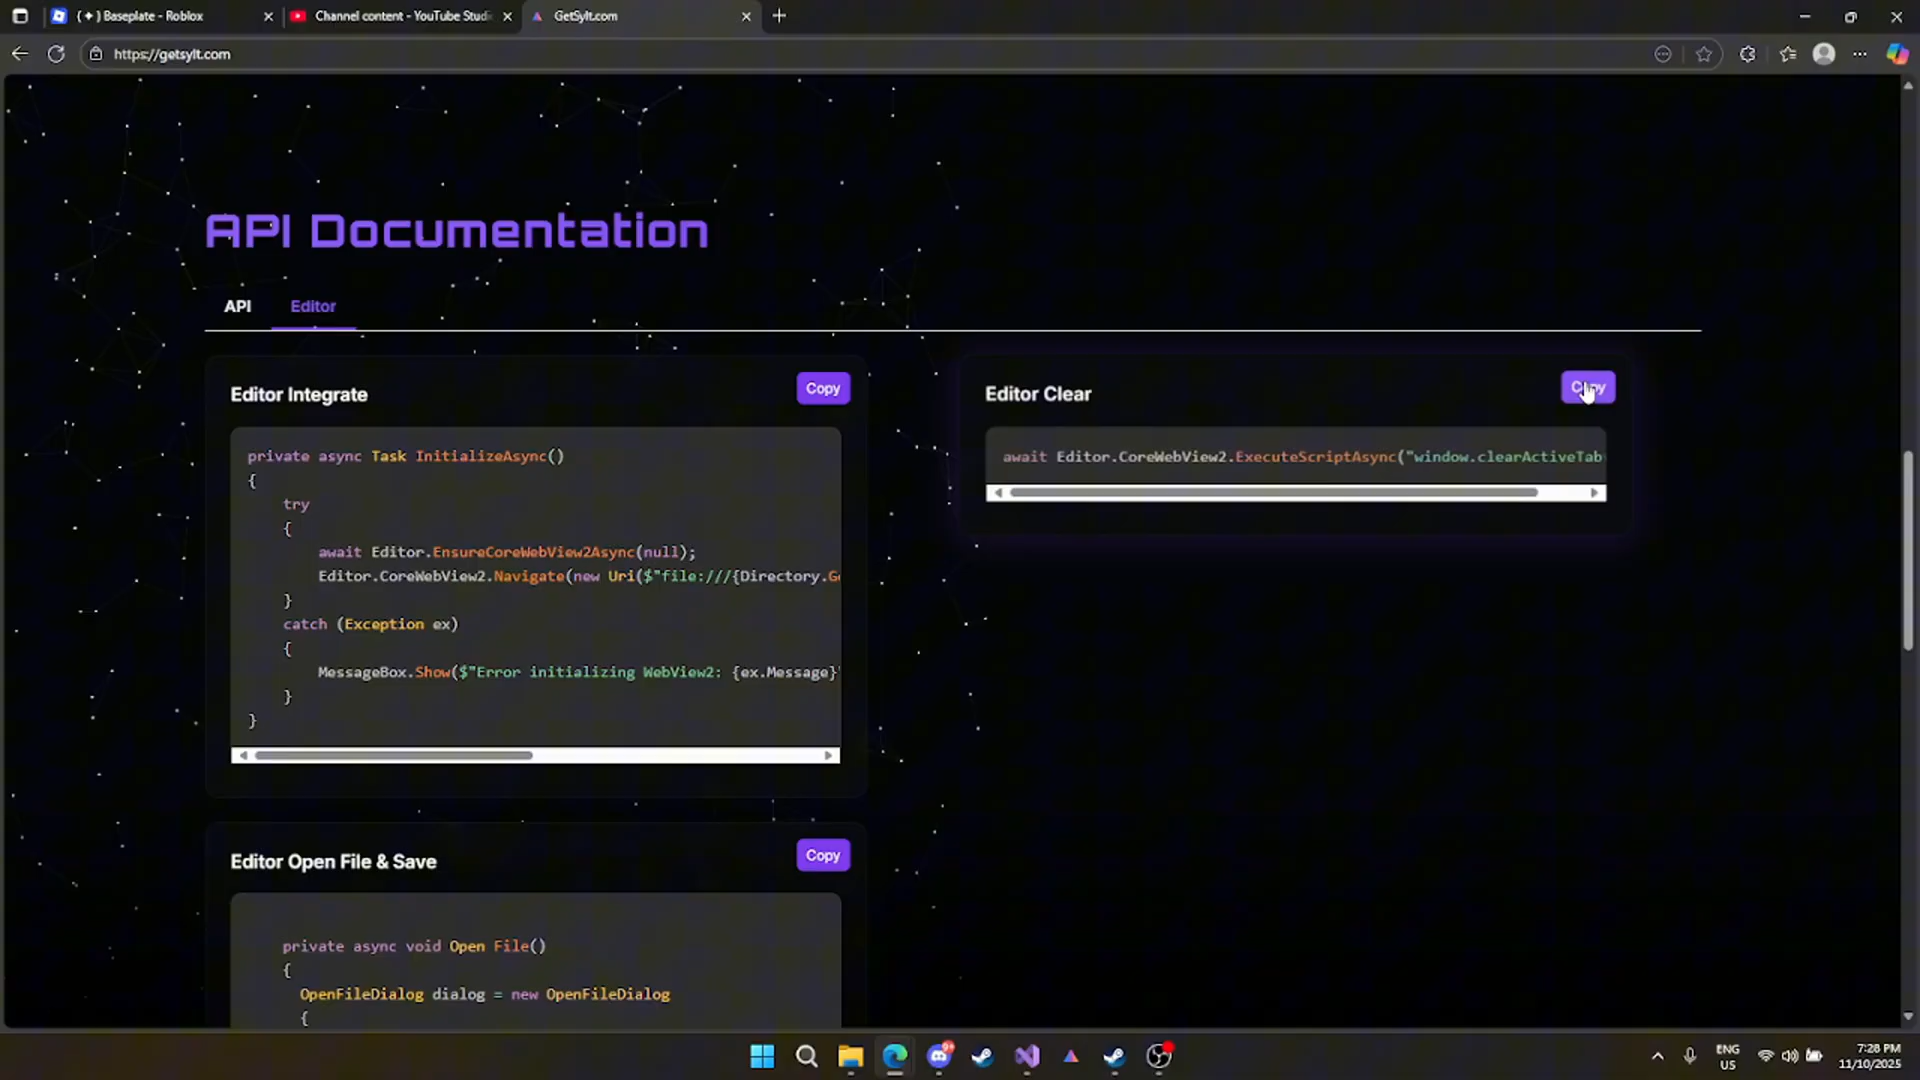 ( ✦ ) Baseplate - Roblox
Channel content - YouTube Studi
GetSylt.com
https://getsylt.com
API Documentation
API
Editor
Editor Integrate
Copy
private async Task InitializeAsync()
{
try
{
await Editor.EnsureCoreWebView2Async(null);
Editor.CoreWebView2.Navigate(new Uri($"file:///{Directory.G
}
catch (Exception ex)
{
MessageBox.Show($"Error initializing WebView2: {ex.Message}
}
}
Editor Clear
Copy
await Editor.CoreWebView2.ExecuteScriptAsync("window.clearActiveTab
Editor Open File & Save
Copy
private async void Open File()
{
OpenFileDialog dialog = new OpenFileDialog
{
ENG
US
7:28 PM
11/10/2025